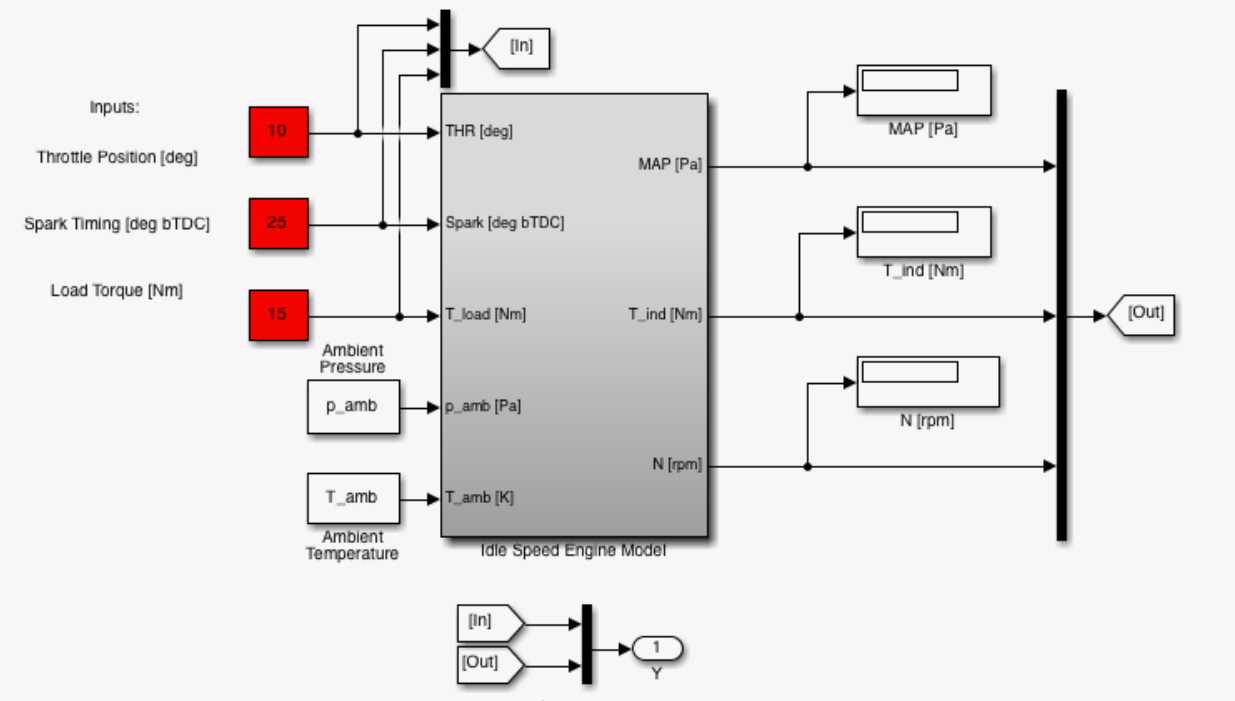 [In]
Inputs:
10
THR [deg]
MAP [Pa]
Throttle Position [deg]
MAP [Pa]
Spark Timing [deg bTDC]
25
Spark [deg bTDC]
T_ind [Nm]
Load Torque [Nm]
15
T_load [Nm]
T_ind [Nm]
[Out]
Ambient
Pressure
p_amb
p_amb [Pa]
N [rpm]
N [rpm]
T_amb
T_amb [K]
Ambient
Temperature
Idle Speed Engine Model
[In]
[Out]
1
Y